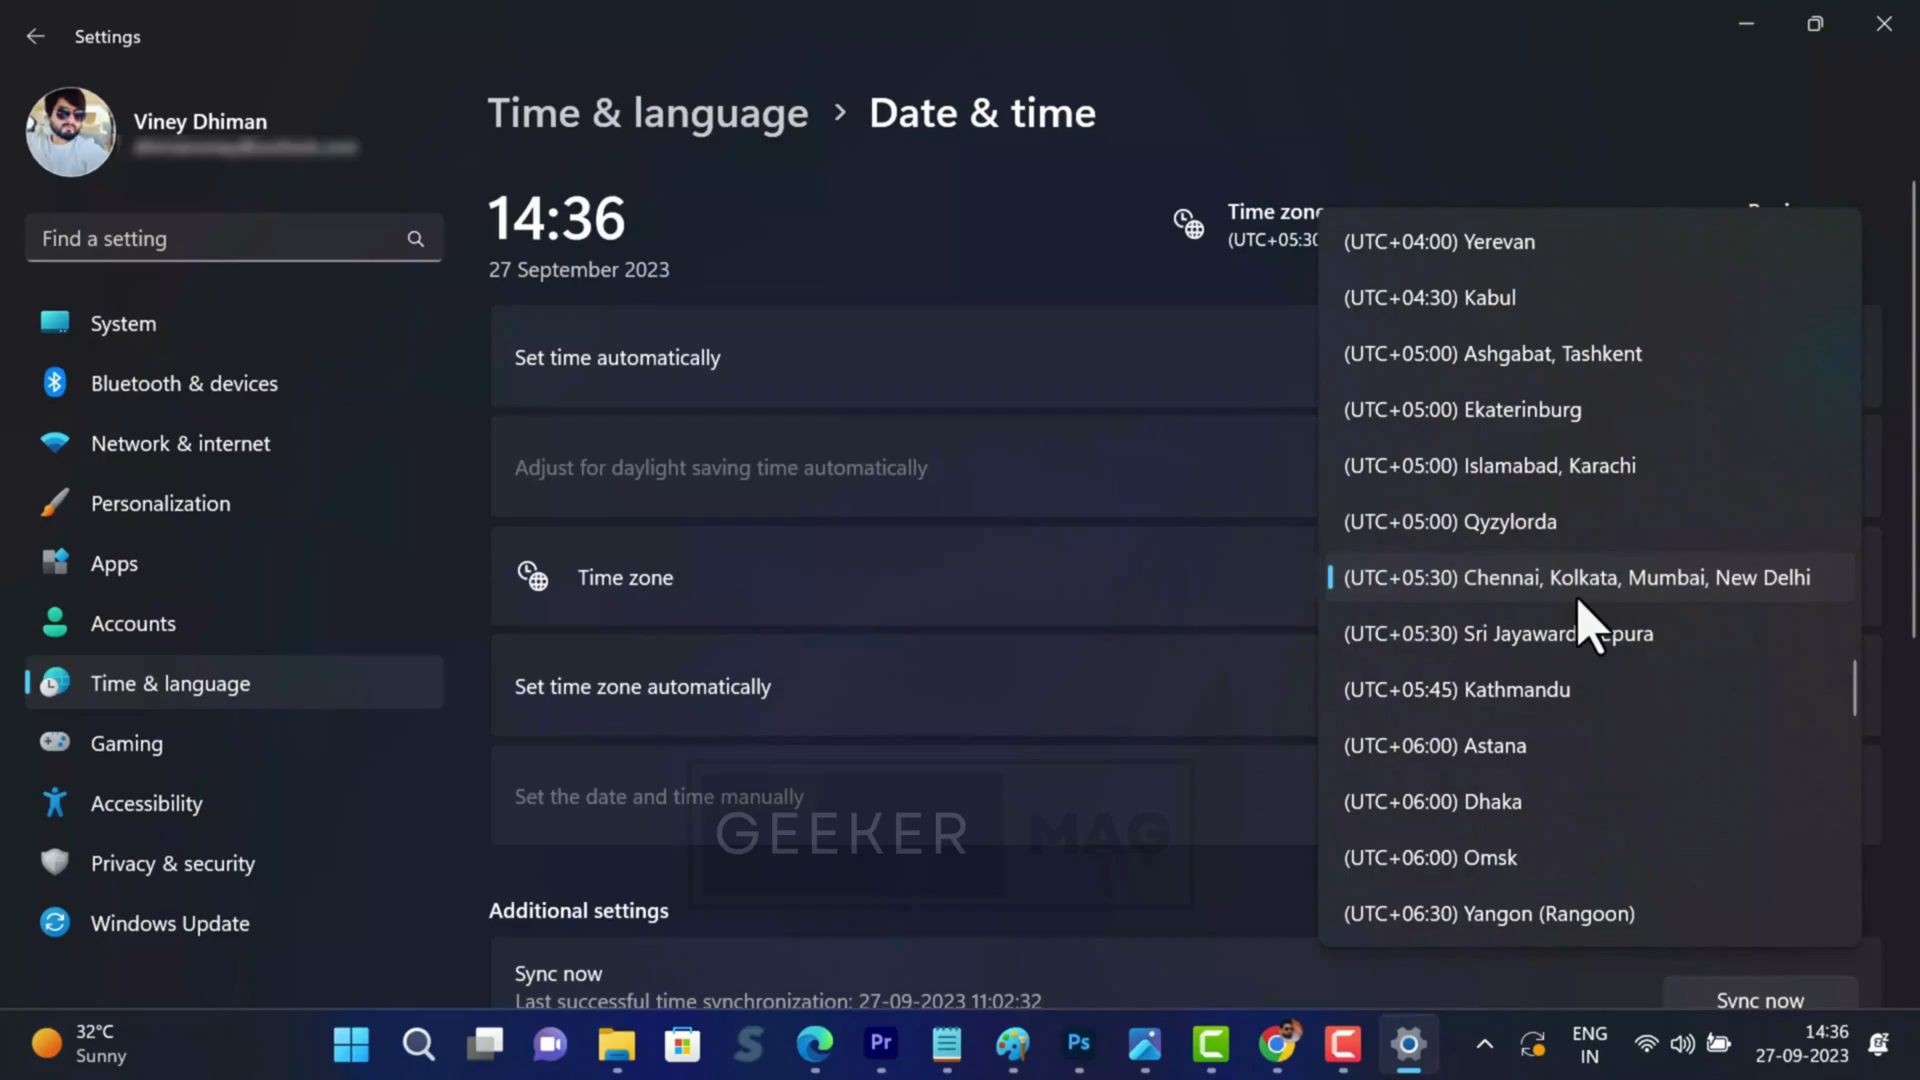 Settings
Viney Dhiman
Find a setting
System
Bluetooth & devices
Network & internet
Personalization
Apps
Accounts
Time & language
Gaming
Accessibility
Privacy & security
Windows Update
Time & language > Date & time
14:36
27 September 2023
Time zone
(UTC+05:30
Set time automatically
Adjust for daylight saving time automatically
Time zone
Set time zone automatically
Set the date and time manually
GEEKER MAG
Additional settings
Sync now
Last successful time synchronization: 27-09-2023 11:02:32
Sync now
(UTC+04:00) Yerevan
(UTC+04:30) Kabul
(UTC+05:00) Ashgabat, Tashkent
(UTC+05:00) Ekaterinburg
(UTC+05:00) Islamabad, Karachi
(UTC+05:00) Qyzylorda
(UTC+05:30) Chennai, Kolkata, Mumbai, New Delhi
(UTC+05:30) Sri
(UTC+05:45) Kathmandu
(UTC+06:00) Astana
(UTC+06:00) Dhaka
(UTC+06:00) Omsk
(UTC+06:30) Yangon (Rangoon)
32°C
Sunny
Pr
Ps
ENG
IN
14:36
27-09-2023